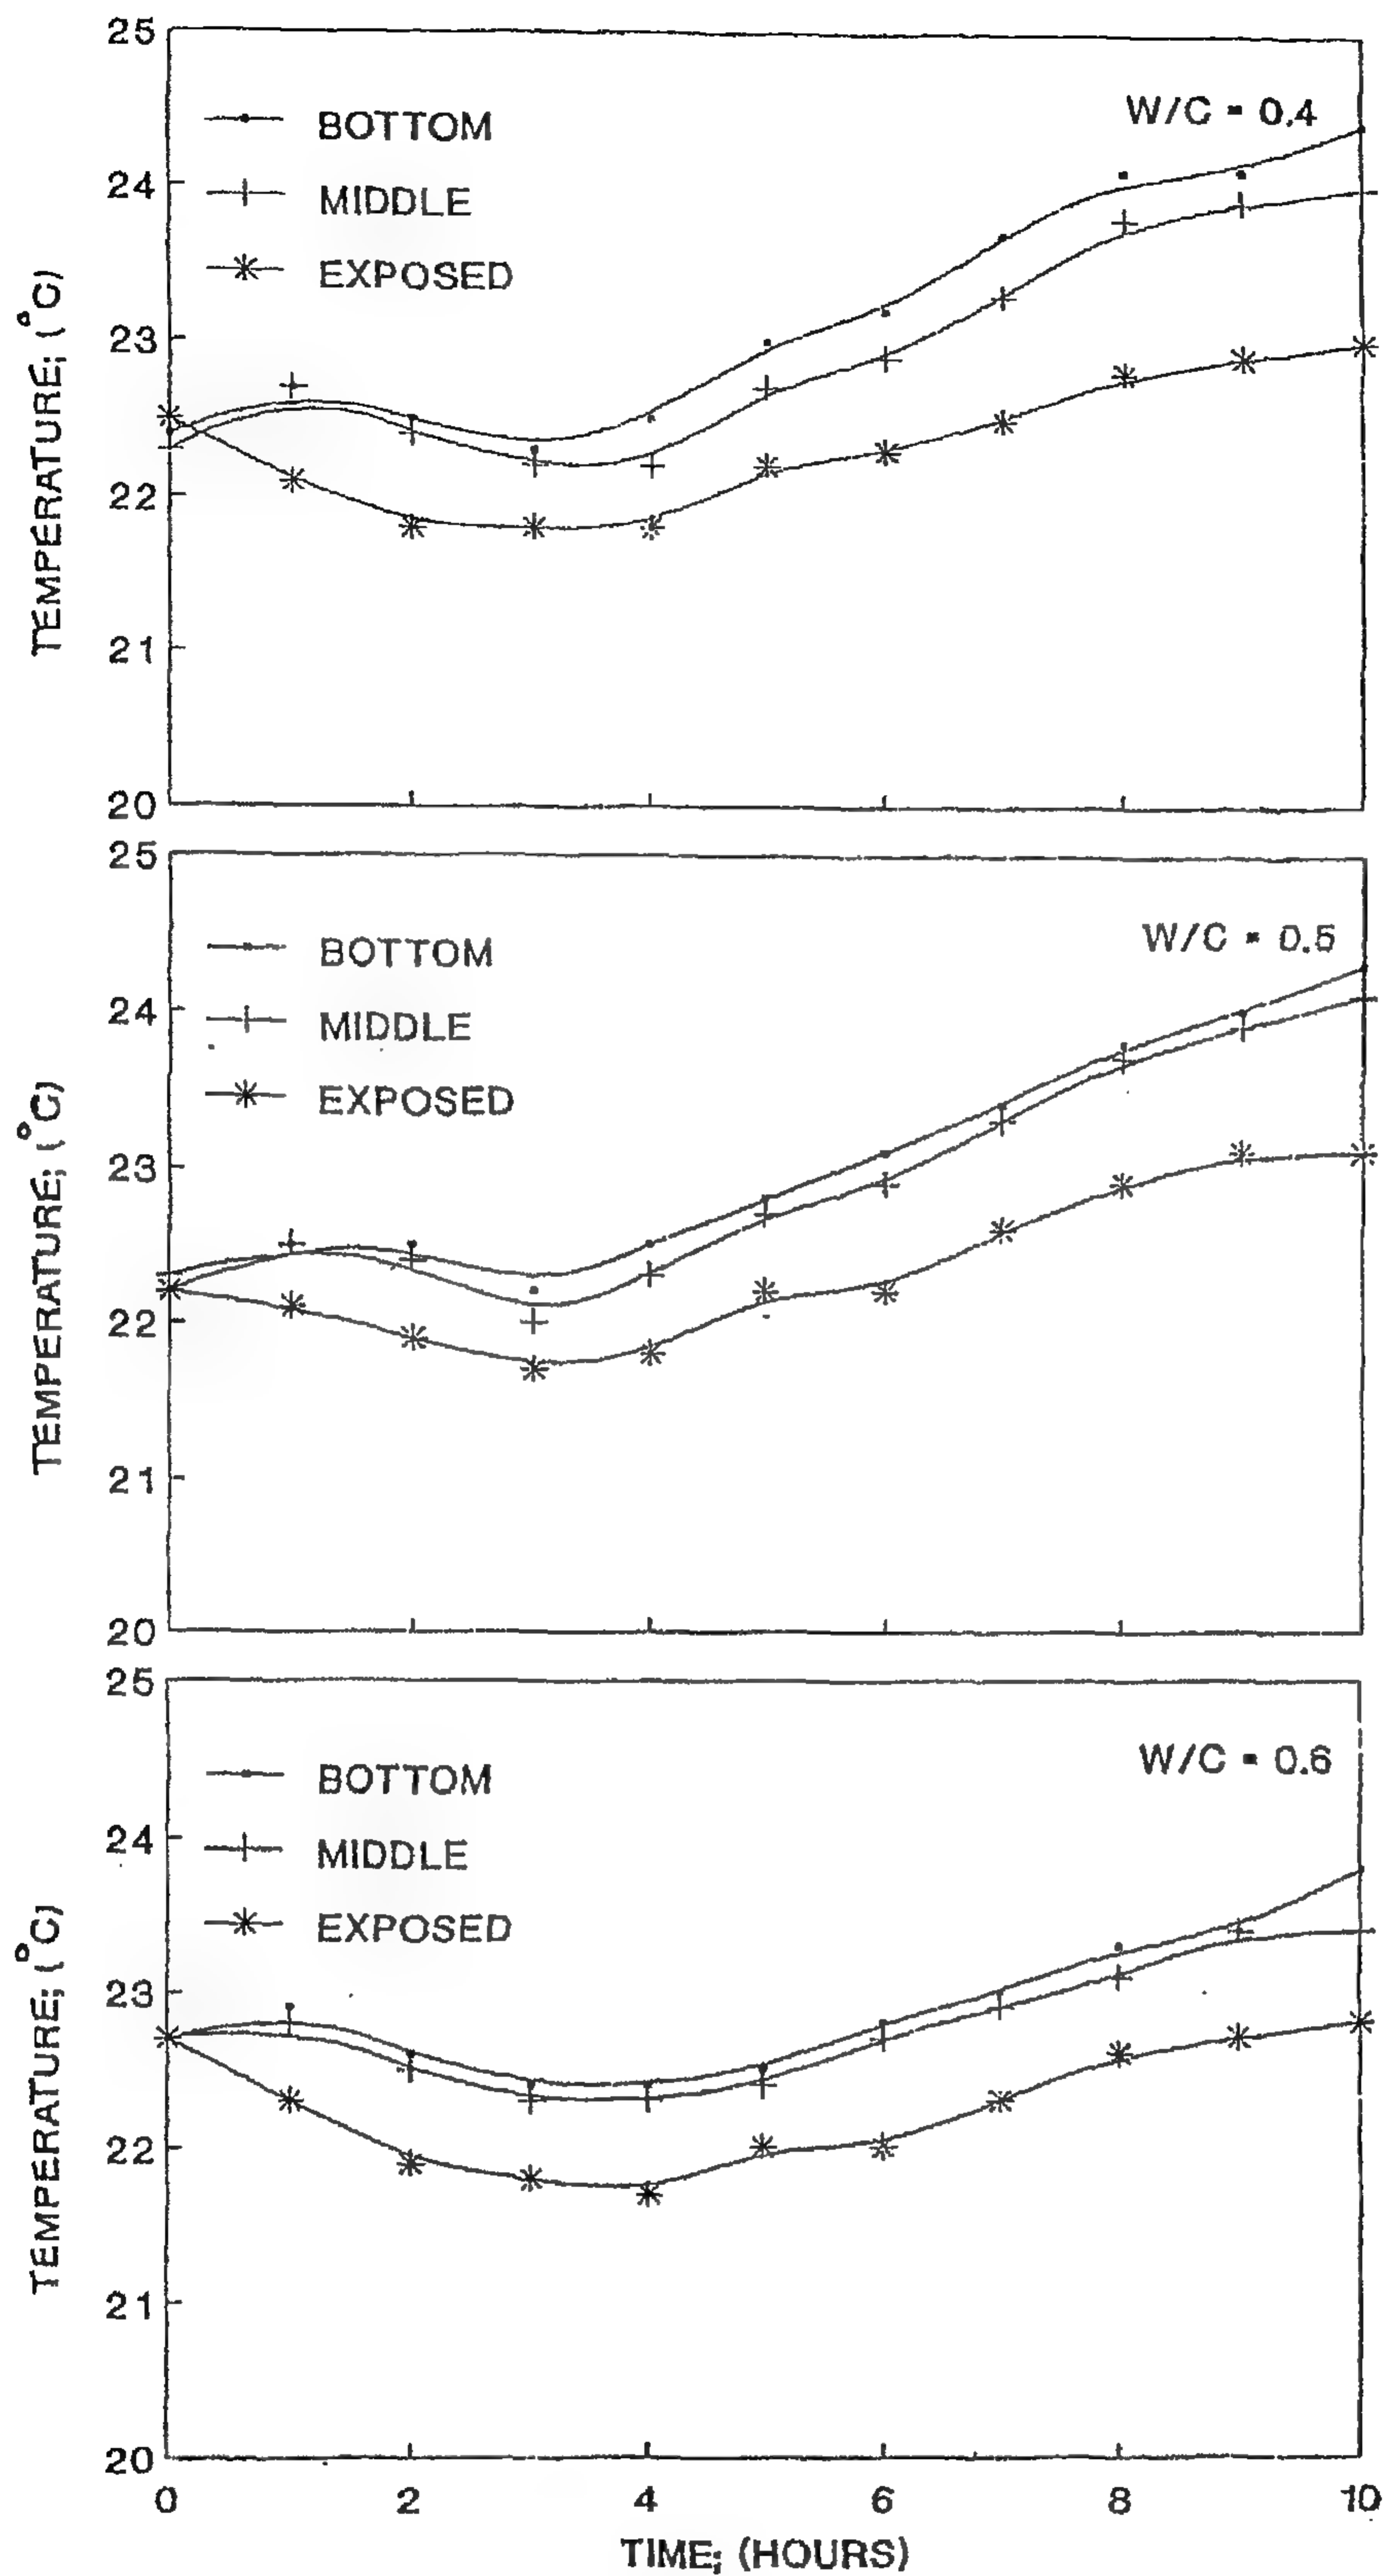 25
24
23
22
21
20
TEMPERATURE; (°C)
BOTTOM
MIDDLE
EXPOSED
W/C = 0.4
25
24
23
22
21
20
TEMPERATURE; (°C)
BOTTOM
MIDDLE
EXPOSED
W/C = 0.5
25
24
23
22
21
20
TEMPERATURE; (°C)
BOTTOM
MIDDLE
EXPOSED
W/C = 0.6
0 2 4 6 8 10
TIME; (HOURS)